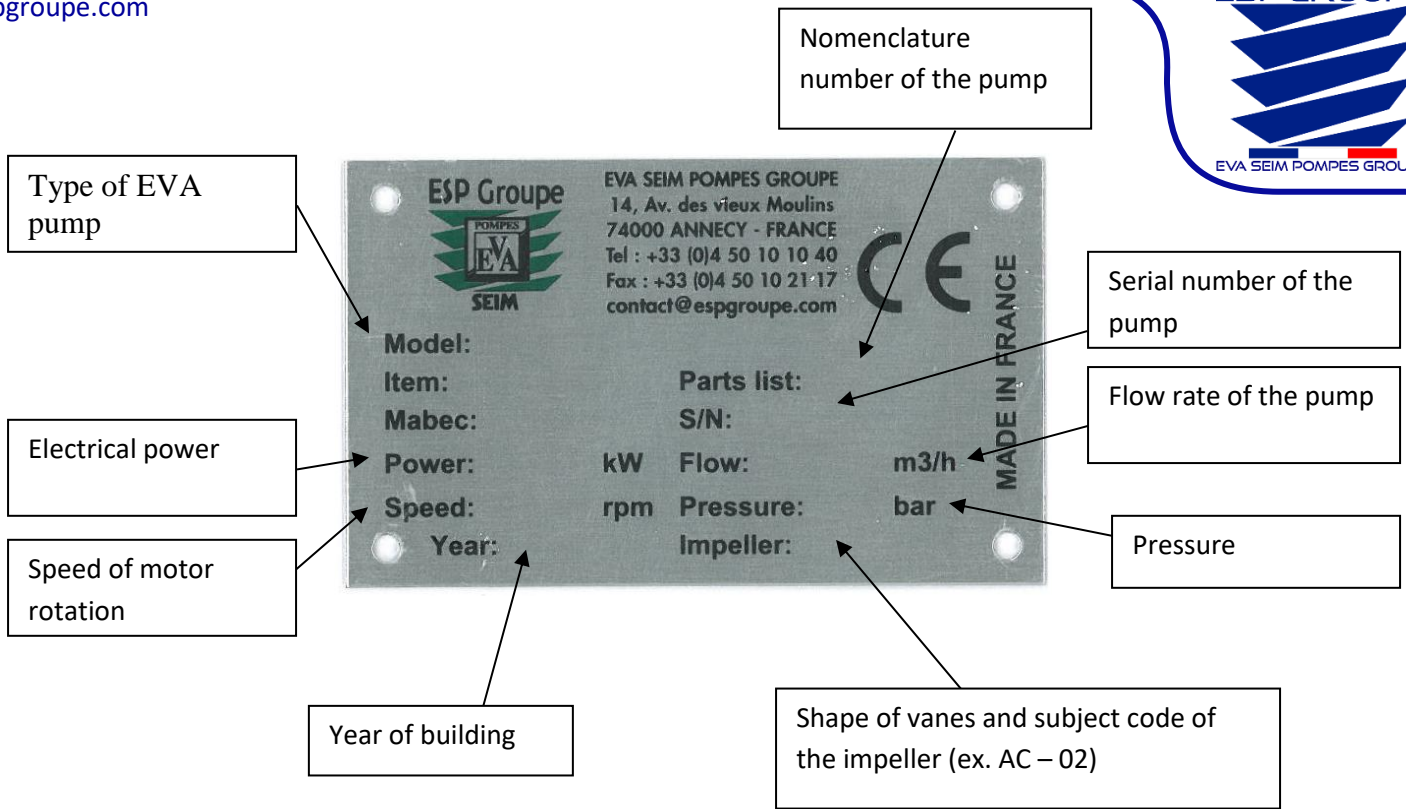 Nomenclature
number of the pump
EVA SEIM POMPES GROU
Type of EVA
pump
ESP Groupe
POMPES
EVA
SEIM
EVA SEIM POMPES GROUPE
14, Av. des vieux Moulins
74000 ANNECY - FRANCE
Tel : +33 (0)4 50 10 10 40
Fax : +33 (0)4 50 10 21 17
contact@espgroupe.com
CE
MADE IN FRANCE
Serial number of the
pump
Flow rate of the pump
Model:
Item: Parts list:
Mabec: S/N:
Power: kW Flow: m3/h
Speed: rpm Pressure: bar
Year: Impeller:
Electrical power
Speed of motor
rotation
Pressure
Year of building
Shape of vanes and subject code of
the impeller (ex. AC – 02)